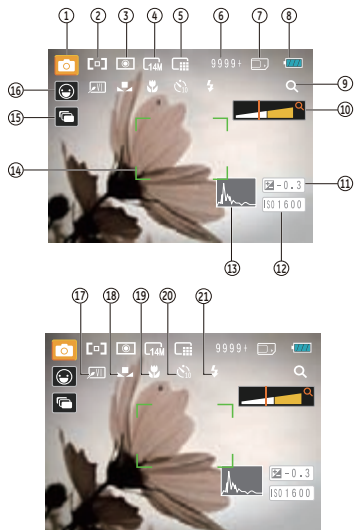 ① ② ③ ④ ⑤ ⑥ ⑦ ⑧
14M 9999+
⑨
⑯
⑩
⑮
⑭
-0.3 ⑪
ISO1600
⑬ ⑫
⑰ ⑱ ⑲ ⑳ ㉑
14M 9999+
-0.3
ISO1600